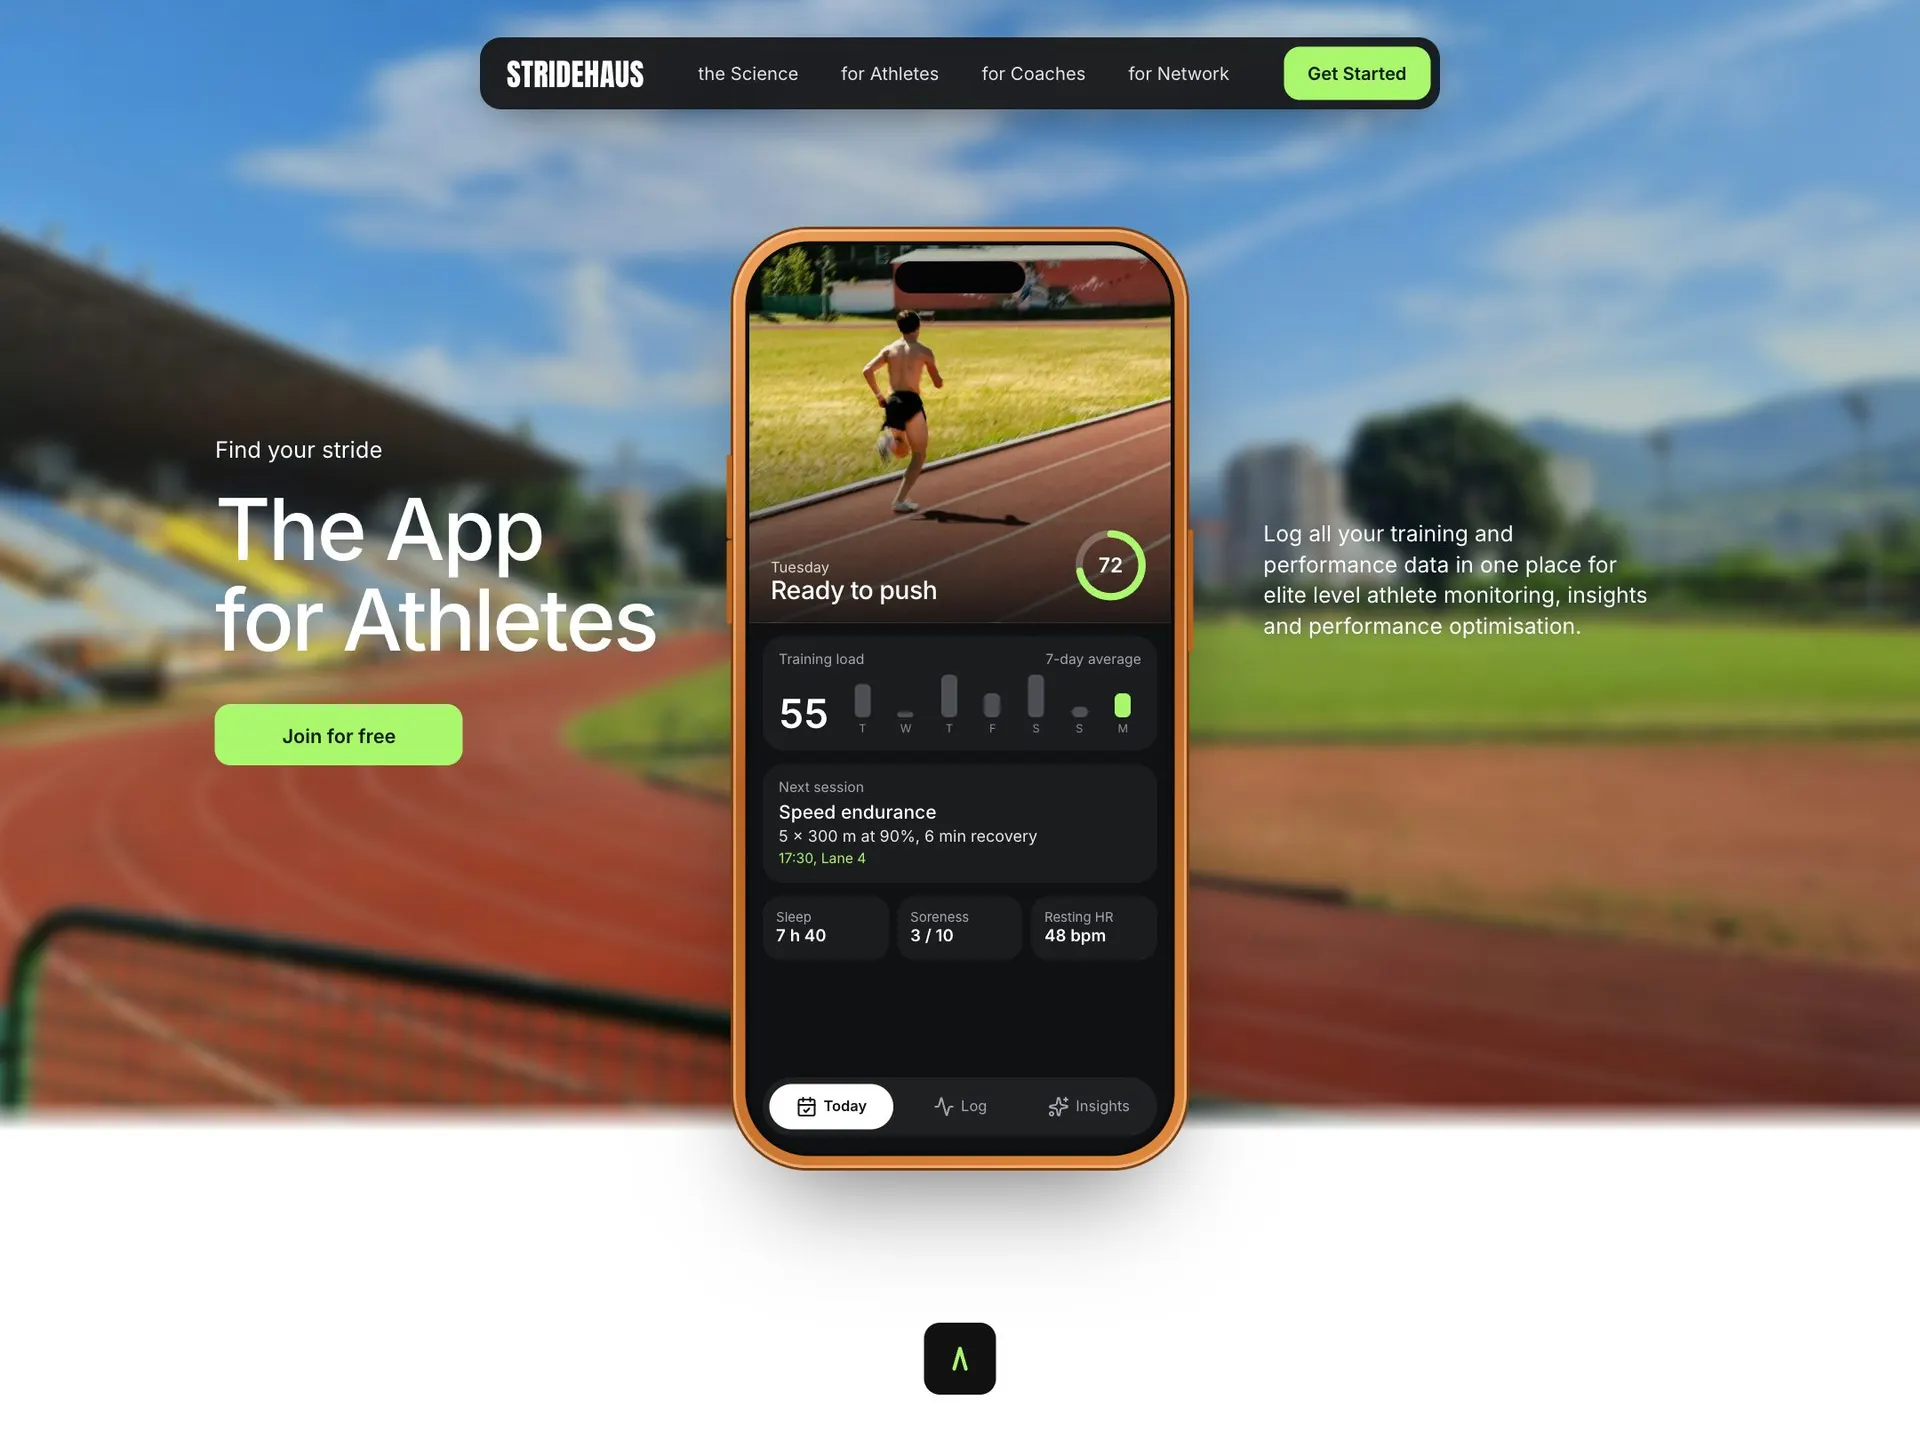 STRIDEHAUS
the Science
for Athletes
for Coaches
for Network
Get Started
Find your stride
The App
for Athletes
Join for free
Tuesday
Ready to push
72
Training load
7-day average
55
T W T F S S M
Next session
Speed endurance
5 × 300 m at 90%, 6 min recovery
17:30, Lane 4
Sleep
7 h 40
Soreness
3 / 10
Resting HR
48 bpm
Today
Log
Insights
Log all your training and
performance data in one place for
elite level athlete monitoring, insights
and performance optimisation.